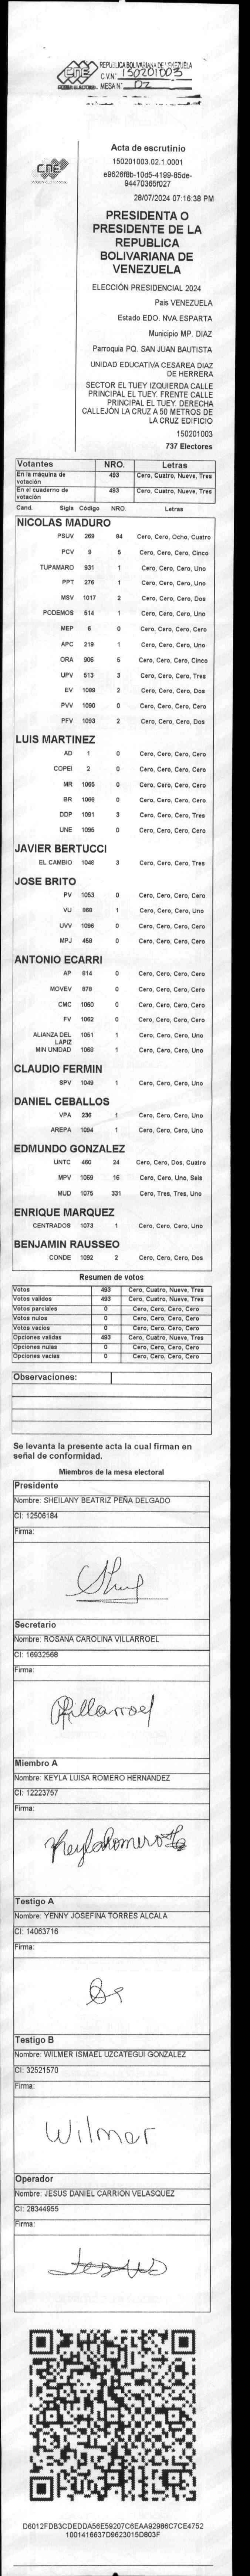 CNE
PODER ELECTORAL
REPUBLICA BOLIVARIANA DE VENEZUELA
C.V.N° 150201003
MESA N° 02
CNE
Acta de escrutinio
150201003.02.1.0001
e9626f8b-10d5-4199-85de-
94470365f027
28/07/2024 07:16:38 PM
PRESIDENTA O
PRESIDENTE DE LA
REPUBLICA
BOLIVARIANA DE
VENEZUELA
ELECCIÓN PRESIDENCIAL 2024
Pais VENEZUELA
Estado EDO. NVA.ESPARTA
Municipio MP. DIAZ
Parroquia PQ. SAN JUAN BAUTISTA
UNIDAD EDUCATIVA CESAREA DIAZ
DE HERRERA
SECTOR EL TUEY IZQUIERDA CALLE
PRINCIPAL EL TUEY. FRENTE CALLE
PRINCIPAL EL TUEY. DERECHA
CALLEJÓN LA CRUZ A 50 METROS DE
LA CRUZ EDIFICIO
150201003
737 Electores
Votantes NRO. Letras
En la máquina de votación 493 Cero, Cuatro, Nueve, Tres
En el cuaderno de votación 493 Cero, Cuatro, Nueve, Tres
Cand. Sigla Código NRO. Letras
NICOLAS MADURO
PSUV 269 84 Cero, Cero, Ocho, Cuatro
PCV 9 5 Cero, Cero, Cero, Cinco
TUPAMARO 931 1 Cero, Cero, Cero, Uno
PPT 276 1 Cero, Cero, Cero, Uno
MSV 1017 2 Cero, Cero, Cero, Dos
PODEMOS 514 1 Cero, Cero, Cero, Uno
MEP 6 0 Cero, Cero, Cero, Cero
APC 219 1 Cero, Cero, Cero, Uno
ORA 906 5 Cero, Cero, Cero, Cinco
UPV 513 3 Cero, Cero, Cero, Tres
EV 1089 2 Cero, Cero, Cero, Dos
PVV 1090 0 Cero, Cero, Cero, Cero
PFV 1093 2 Cero, Cero, Cero, Dos
LUIS MARTINEZ
AD 1 0 Cero, Cero, Cero, Cero
COPEI 2 0 Cero, Cero, Cero, Cero
MR 1065 0 Cero, Cero, Cero, Cero
BR 1066 0 Cero, Cero, Cero, Cero
DDP 1091 3 Cero, Cero, Cero, Tres
UNE 1095 0 Cero, Cero, Cero, Cero
JAVIER BERTUCCI
EL CAMBIO 1046 3 Cero, Cero, Cero, Tres
JOSE BRITO
PV 1053 0 Cero, Cero, Cero, Cero
VU 969 1 Cero, Cero, Cero, Uno
UVV 1096 0 Cero, Cero, Cero, Cero
MPJ 458 0 Cero, Cero, Cero, Cero
ANTONIO ECARRI
AP 814 0 Cero, Cero, Cero, Cero
MOVEV 878 0 Cero, Cero, Cero, Cero
CMC 1050 0 Cero, Cero, Cero, Cero
FV 1062 0 Cero, Cero, Cero, Cero
ALIANZA DEL LAPIZ 1051 1 Cero, Cero, Cero, Uno
MIN UNIDAD 1068 1 Cero, Cero, Cero, Uno
CLAUDIO FERMIN
SPV 1049 1 Cero, Cero, Cero, Uno
DANIEL CEBALLOS
VPA 236 1 Cero, Cero, Cero, Uno
AREPA 1094 1 Cero, Cero, Cero, Uno
EDMUNDO GONZALEZ
UNTC 460 24 Cero, Cero, Dos, Cuatro
MPV 1069 16 Cero, Cero, Uno, Seis
MUD 1075 331 Cero, Tres, Tres, Uno
ENRIQUE MARQUEZ
CENTRADOS 1073 1 Cero, Cero, Cero, Uno
BENJAMIN RAUSSEO
CONDE 1092 2 Cero, Cero, Cero, Dos
Resumen de votos
Votos 493 Cero, Cuatro, Nueve, Tres
Votos validos 493 Cero, Cuatro, Nueve, Tres
Votos parciales 0 Cero, Cero, Cero, Cero
Votos nulos 0 Cero, Cero, Cero, Cero
Votos vacios 0 Cero, Cero, Cero, Cero
Opciones validas 493 Cero, Cuatro, Nueve, Tres
Opciones nulas 0 Cero, Cero, Cero, Cero
Opciones vacias 0 Cero, Cero, Cero, Cero
Observaciones:
Se levanta la presente acta la cual firman en
señal de conformidad.
Miembros de la mesa electoral
Presidente
Nombre: SHEILANY BEATRIZ PEÑA DELGADO
CI: 12506184
Firma:
Secretario
Nombre: ROSANA CAROLINA VILLARROEL
CI: 16932568
Firma:
RVillarroel
Miembro A
Nombre: KEYLA LUISA ROMERO HERNANDEZ
CI: 12223757
Firma:
KeylaRomero
Testigo A
Nombre: YENNY JOSEFINA TORRES ALCALA
CI: 14063716
Firma:
Testigo B
Nombre: WILMER ISMAEL UZCATEGUI GONZALEZ
CI: 32521570
Firma:
Wilmer
Operador
Nombre: JESUS DANIEL CARRION VELASQUEZ
CI: 28344955
Firma:
Jesus
D6012FDB3CDEDDA56E59207C6EAA92986C7CE4752
1001416637D9623015D803F